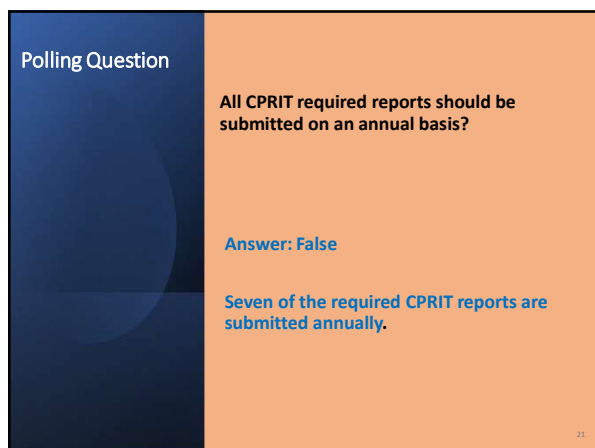 Polling Question
All CPRIT required reports should be
submitted on an annual basis?
Answer: False
Seven of the required CPRIT reports are
submitted annually.
21